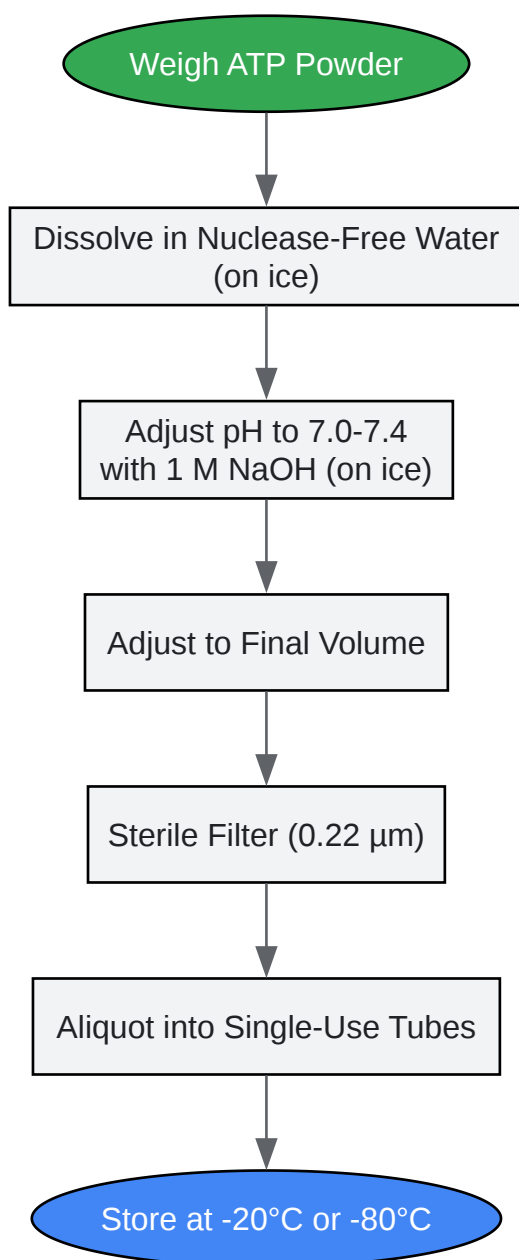 Weigh ATP Powder
Dissolve in Nuclease-Free Water
(on ice)
Adjust pH to 7.0-7.4
with 1 M NaOH (on ice)
Adjust to Final Volume
Sterile Filter (0.22 µm)
Aliquot into Single-Use Tubes
Store at -20°C or -80°C